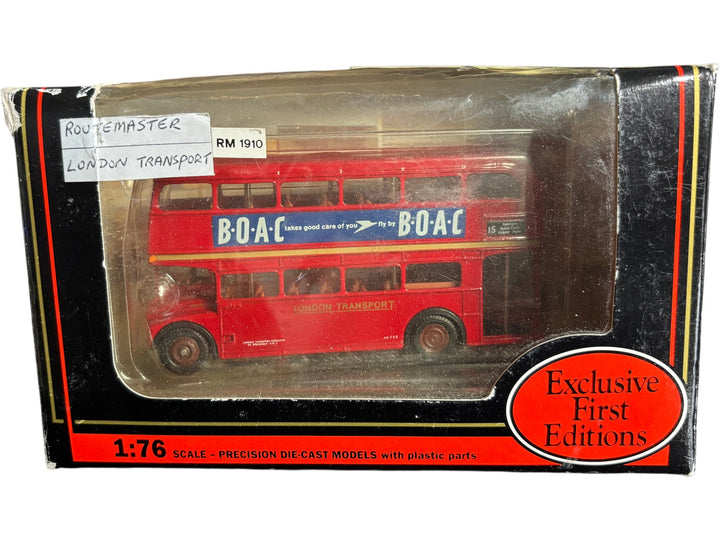 ROUTEMASTER
LONDON TRANSPORT
RM 1910
B·O·A·C takes good care of you fly by B·O·A·C
15
LONDON TRANSPORT
Exclusive
First
Editions
1:76 SCALE – PRECISION DIE-CAST MODELS with plastic parts